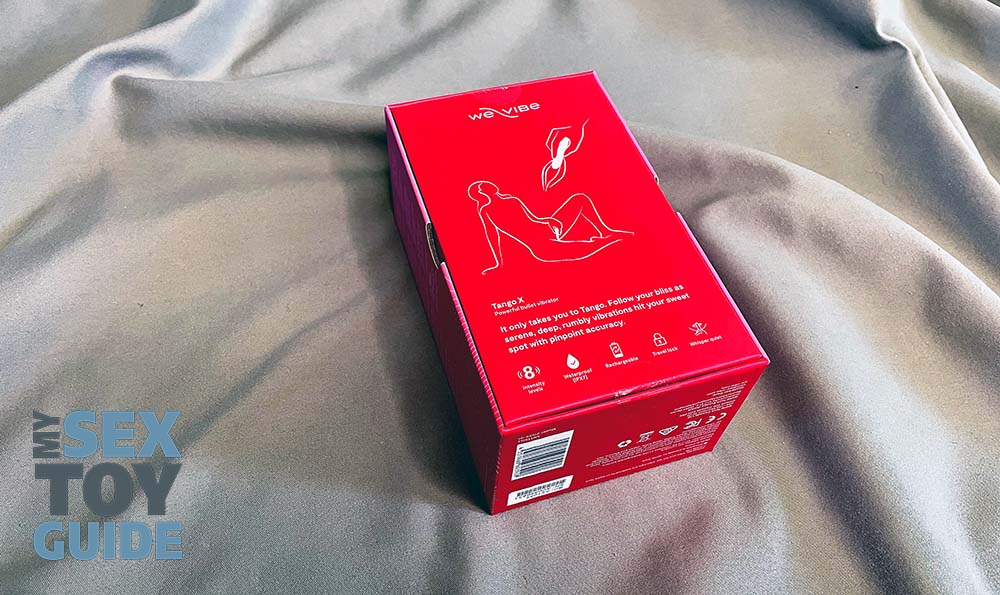 we-vibe
Tango X
Powerful bullet vibrator
It only takes you to Tango. Follow your bliss as
serene, deep, rumbly vibrations hit your sweet
spot with pinpoint accuracy.
8
Intensity
levels
Waterproof
(IPX7)
Rechargeable
Travel lock
Whisper quiet
CE
MY
SEX
TOY
GUIDE